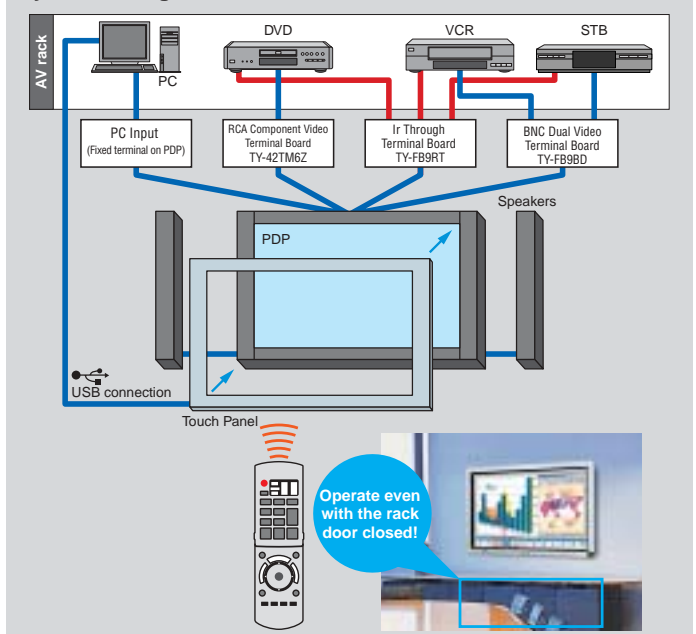 AV rack
PC
DVD
VCR
STB
PC Input
(Fixed terminal on PDP)
RCA Component Video
Terminal Board
TY-42TM6Z
Ir Through
Terminal Board
TY-FB9RT
BNC Dual Video
Terminal Board
TY-FB9BD
Speakers
PDP
USB connection
Touch Panel
Operate even
with the rack
door closed!